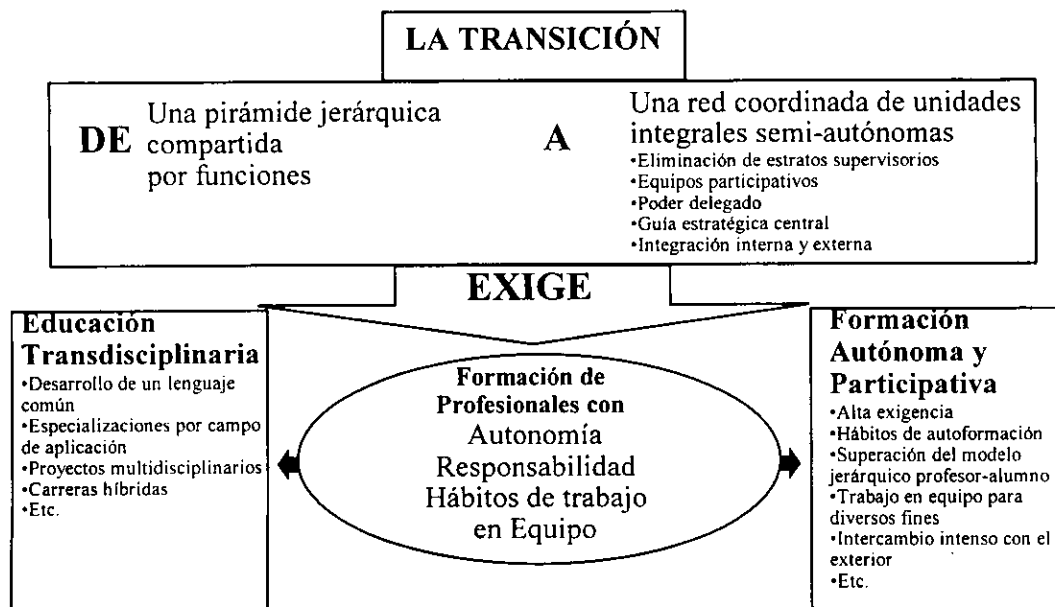 LA TRANSICIÓN
DE
Una pirámide jerárquica
compartida
por funciones
A
Una red coordinada de unidades
integrales semi-autónomas
•Eliminación de estratos supervisorios
•Equipos participativos
•Poder delegado
•Guía estratégica central
•Integración interna y externa
EXIGE
Educación
Transdisciplinaria
•Desarrollo de un lenguaje
común
•Especializaciones por campo
de aplicación
•Proyectos multidisciplinarios
•Carreras híbridas
•Etc.
Formación de
Profesionales con
Autonomía
Responsabilidad
Hábitos de trabajo
en Equipo
Formación
Autónoma y
Participativa
•Alta exigencia
•Hábitos de autoformación
•Superación del modelo
jerárquico profesor-alumno
•Trabajo en equipo para
diversos fines
•Intercambio intenso con el
exterior
•Etc.